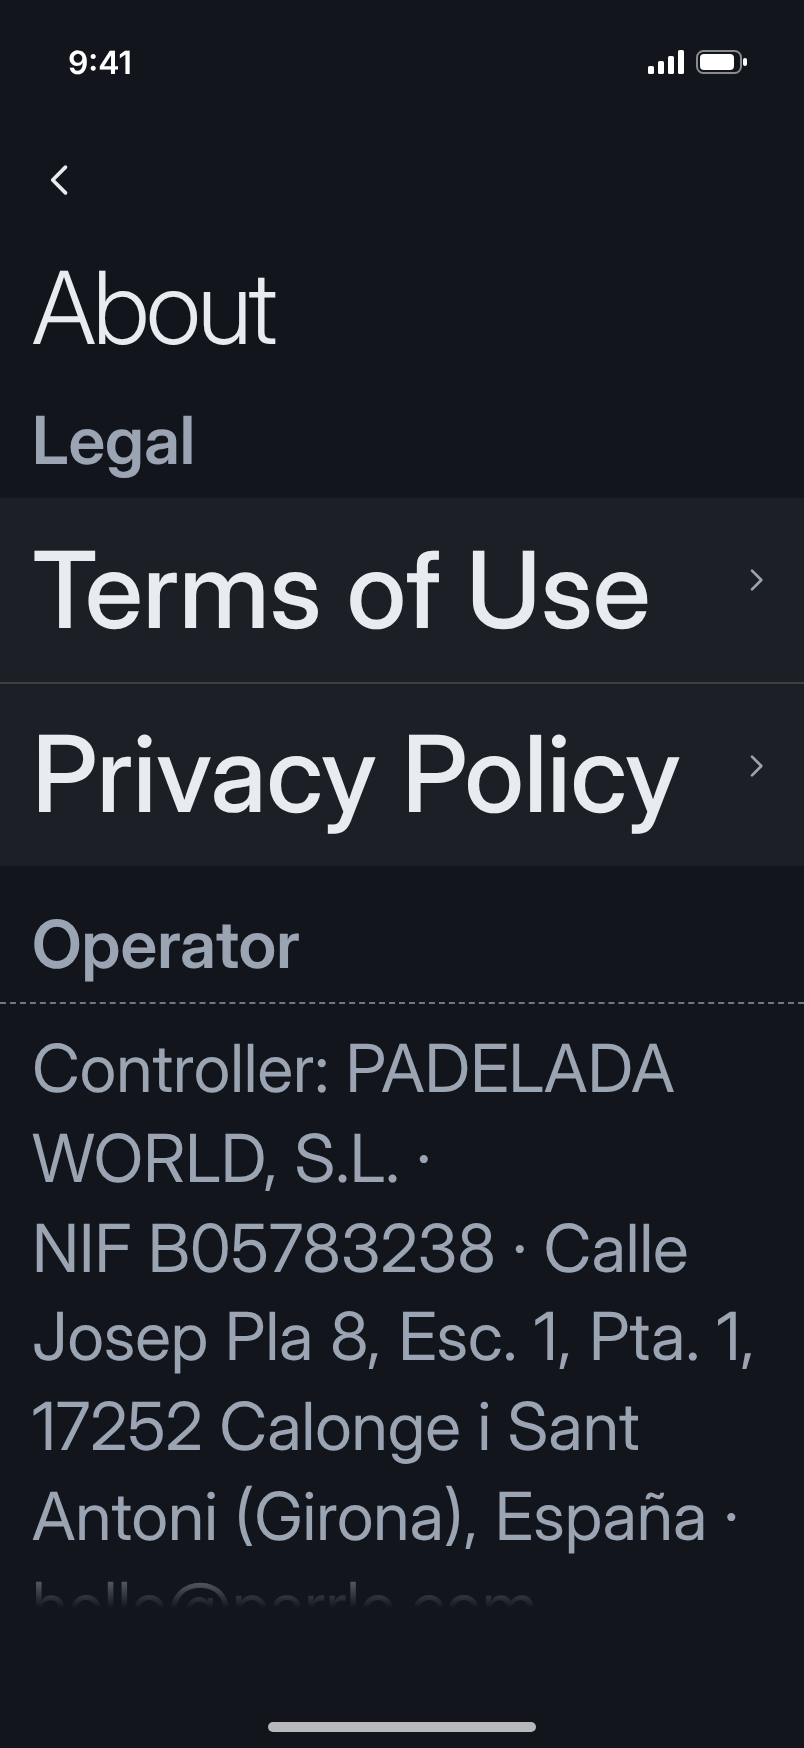 9:41
About
Legal
Terms of Use
Privacy Policy
Operator
Controller: PADELADA
WORLD, S.L. ·
NIF B05783238 · Calle
Josep Pla 8, Esc. 1, Pta. 1,
17252 Calonge i Sant
Antoni (Girona), España ·